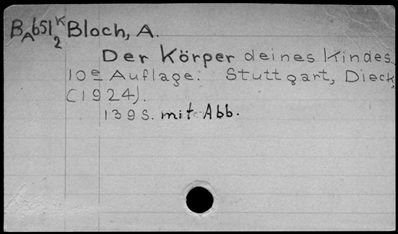 BA651K2 Bloch, A.
Der Körper deines Kindes.
10e Auflage. Stuttgart, Dieck,
(1924).
139 S. mit Abb.